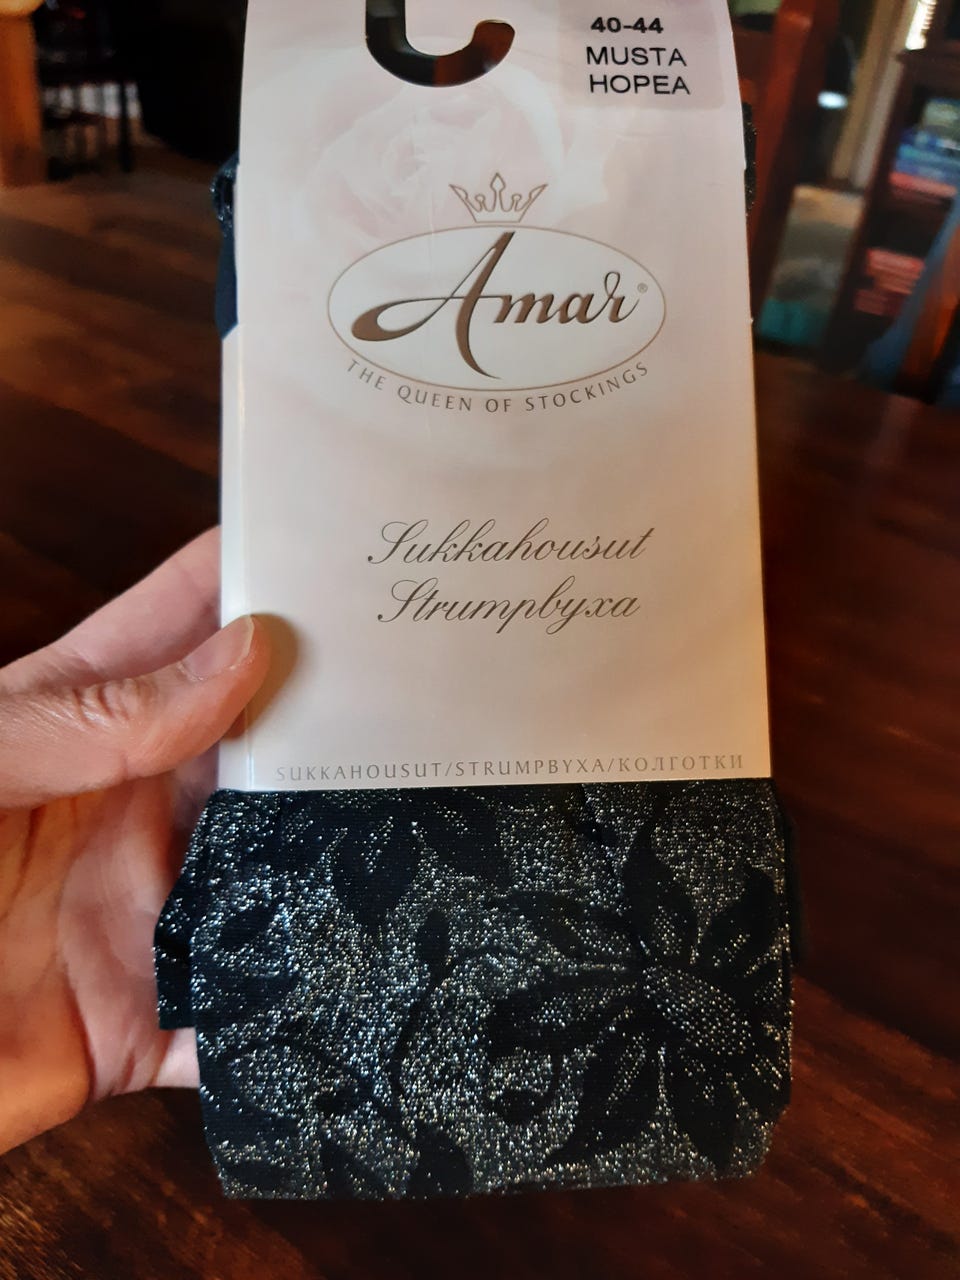 40-44
MUSTA
HOPEA
Amar®
THE QUEEN OF STOCKINGS
Sukkahousut
Strumpbyxa
SUKKAHOUSUT/STRUMPBYXA/КОЛГОТКИ